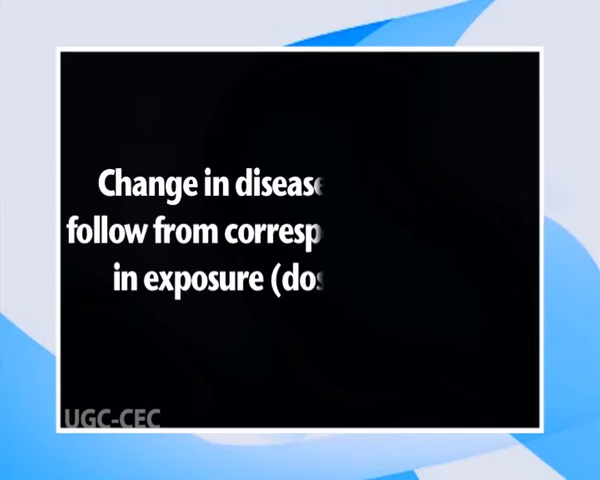 Change in disease
follow from corresp
in exposure (dos
UGC-CEC